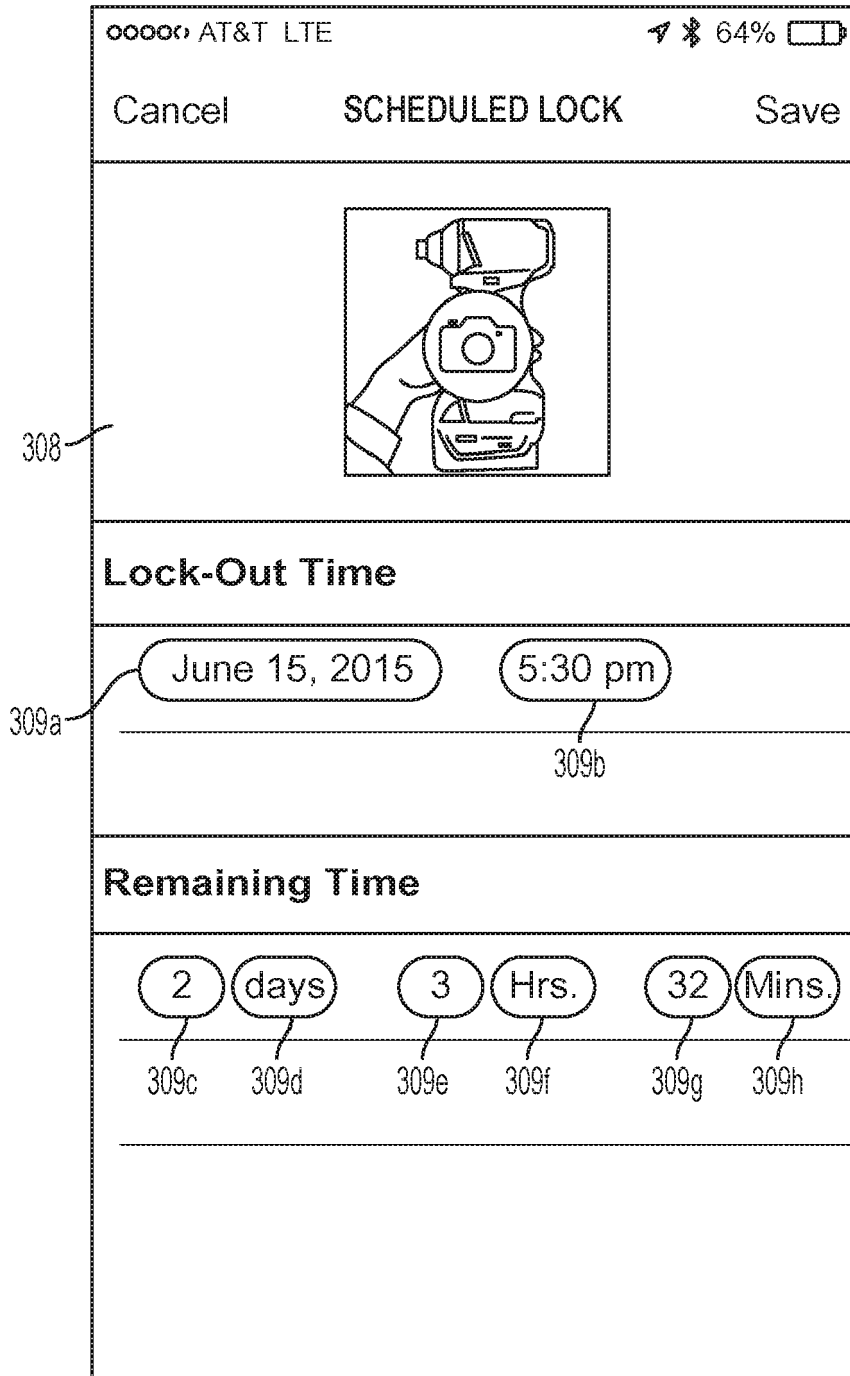 AT&T LTE 64%
Cancel SCHEDULED LOCK Save
308
Lock-Out Time
June 15, 2015 5:30 pm
309a
309b
Remaining Time
2 days 3 Hrs. 32 Mins.
309c 309d 309e 309f 309g 309h